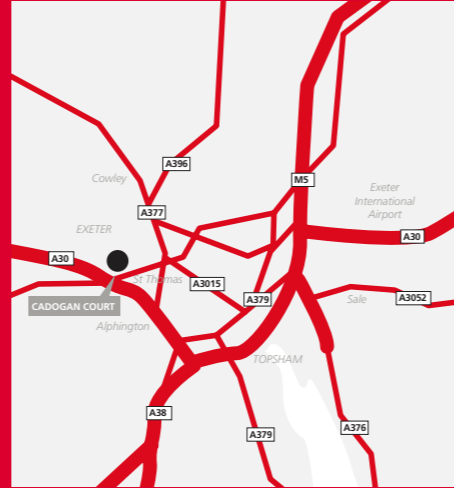 A396
Cowley
M5
Exeter
International
Airport
A377
EXETER
A30
A30
St Thomas
A3015
CADOGAN COURT
A379
Sale
A3052
Alphington
TOPSHAM
A38
A379
A376